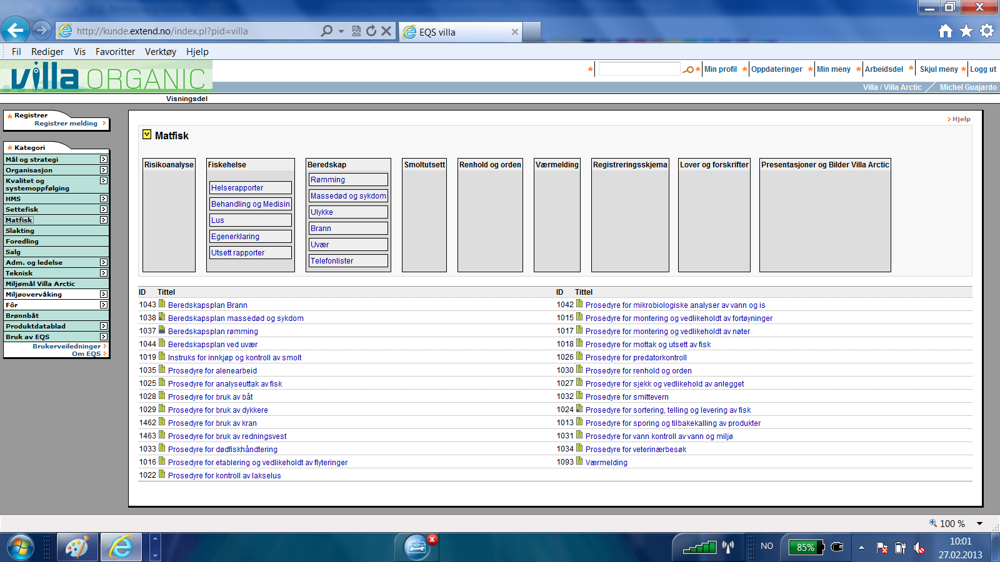 http://kunde.extend.no/index.pl?pid=villa
EQS villa
Fil Rediger Vis Favoritter Verktøy Hjelp
villa ORGANIC
Min profil Oppdateringer Min meny Arbeidsdel Skjul meny Logg ut
Villa / Villa Arctic Michel Guajardo
Visningsdel
Registrer
Registrer melding
Kategori
Mål og strategi
Organisasjon
Kvalitet og
systemoppfølging
HMS
Settefisk
Matfisk
Slakting
Foredling
Salg
Adm. og ledelse
Teknisk
Miljømål Villa Arctic
Miljøovervåking
Fôr
Brønnbåt
Produktdatablad
Bruk av EQS
Brukerveiledninger
Om EQS
Hjelp
Matfisk
Risikoanalyse
Fiskehelse
Helserapporter
Behandling og Medisin
Lus
Egenerklaring
Utsett rapporter
Beredskap
Rømming
Massedød og sykdom
Ulykke
Brann
Uvær
Telefonlister
Smoltutsett
Renhold og orden
Værmelding
Registreringsskjema
Lover og forskrifter
Presentasjoner og Bilder Villa Arctic
ID Tittel
1043 Beredskapsplan Brann
1038 Beredskapsplan massedød og sykdom
1037 Beredskapsplan rømming
1044 Beredskapsplan ved uvær
1019 Instruks for innkjøp og kontroll av smolt
1035 Prosedyre for alenearbeid
1025 Prosedyre for analyseuttak av fisk
1028 Prosedyre for bruk av båt
1029 Prosedyre for bruk av dykkere
1462 Prosedyre for bruk av kran
1463 Prosedyre for bruk av redningsvest
1033 Prosedyre for dødfiskhåndtering
1016 Prosedyre for etablering og vedlikeholdt av flyteringer
1022 Prosedyre for kontroll av lakselus
ID Tittel
1042 Prosedyre for mikrobiologiske analyser av vann og is
1015 Prosedyre for montering og vedlikeholdt av fortøyninger
1017 Prosedyre for montering og vedlikeholdt av nøter
1018 Prosedyre for mottak og utsett av fisk
1026 Prosedyre for predatorkontroll
1030 Prosedyre for renhold og orden
1027 Prosedyre for sjekk og vedlikehold av anlegget
1032 Prosedyre for smittevern
1024 Prosedyre for sortering, telling og levering av fisk
1013 Prosedyre for sporing og tilbakekalling av produkter
1031 Prosedyre for vann kontroll av vann og miljø
1034 Prosedyre for veterinærbesøk
1093 Værmelding
100 %
NO
85%
10:01
27.02.2013